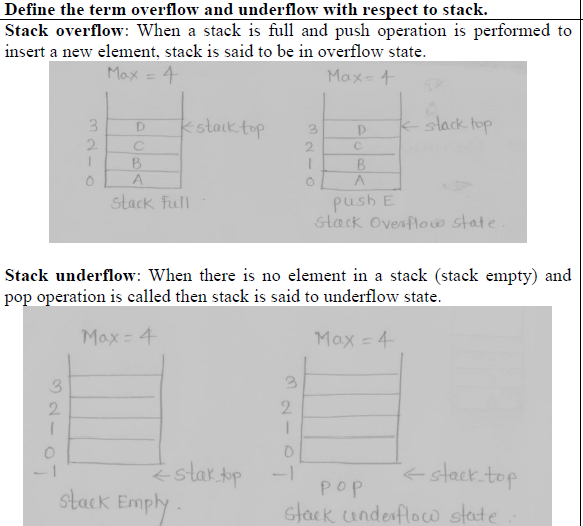 Define the term overflow and underflow with respect to stack.
Stack overflow: When a stack is full and push operation is performed to
insert a new element, stack is said to be in overflow state.
Max = 4
3 D ← stack top
2 C
1 B
0 A
Stack Full
Max = 4
3 D ← stack top
2 C
1 B
0 A
push E
Stack Overflow state.
Stack underflow: When there is no element in a stack (stack empty) and
pop operation is called then stack is said to underflow state.
Max = 4
3
2
1
0
-1 ← stak top
Stack Empty.
Max = 4
3
2
1
0
-1 ← stack top
POP
Stack underflow state.